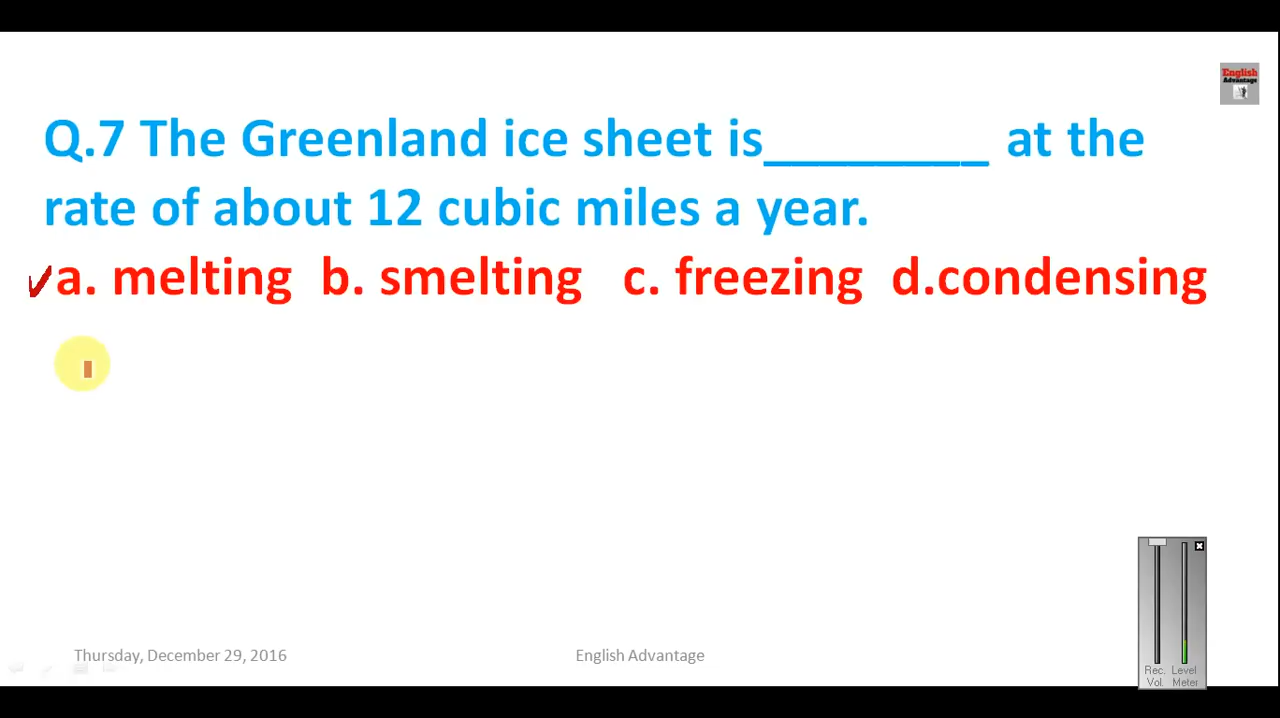 English
Advantage
Q.7 The Greenland ice sheet is________ at the
rate of about 12 cubic miles a year.
a. melting b. smelting c. freezing d.condensing
Thursday, December 29, 2016
English Advantage
Rec. Level
Vol. Meter